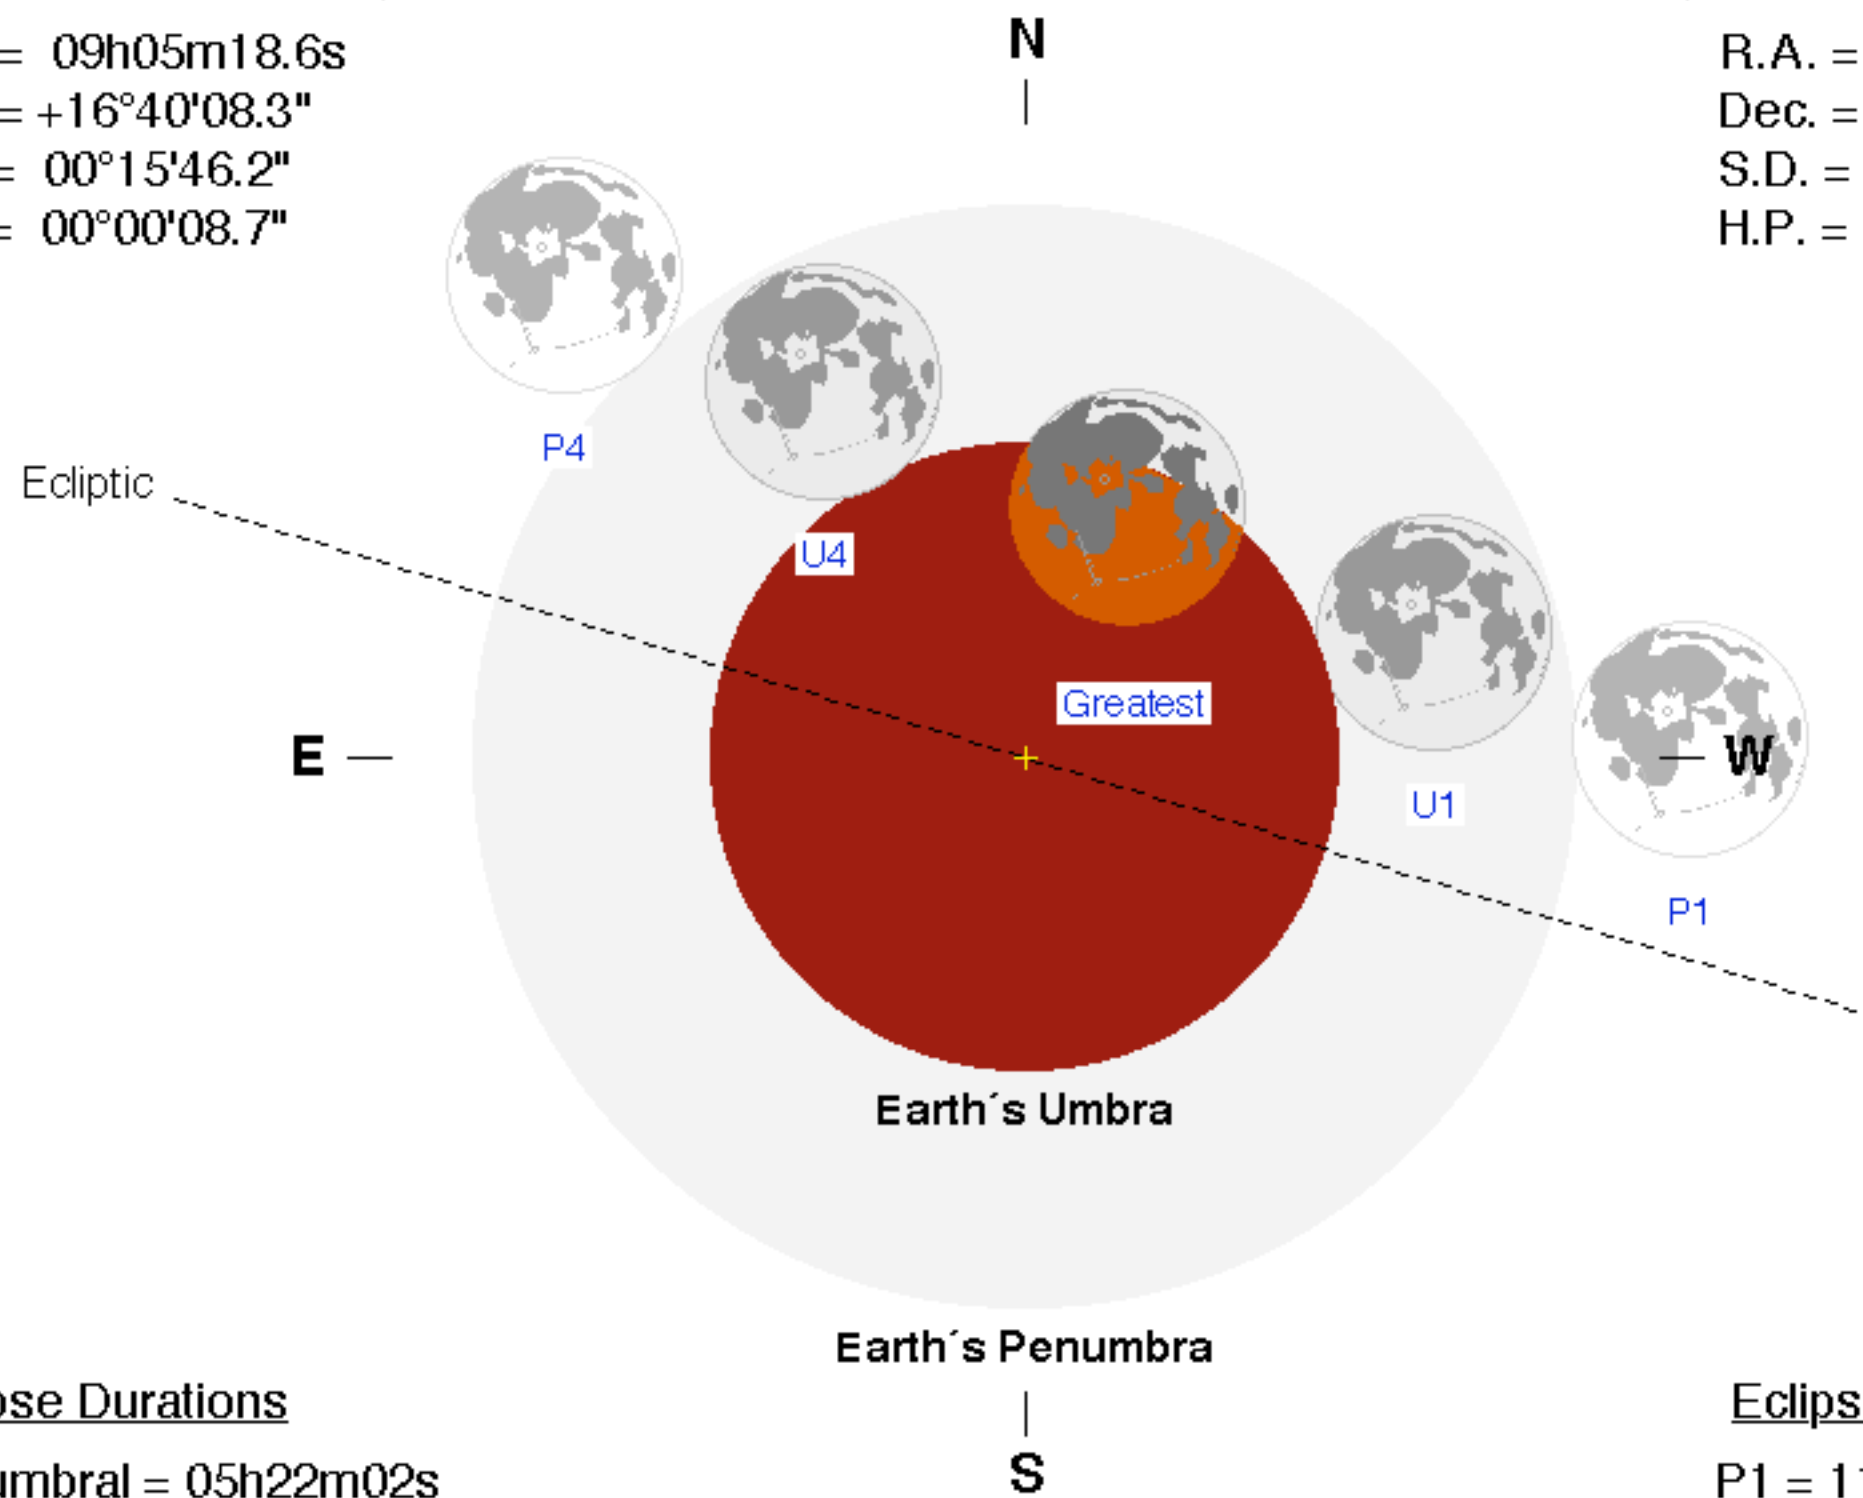 = 09h05m18.6s
= +16°40'08.3"
= 00°15'46.2"
= 00°00'08.7"
N
R.A. =
Dec. =
S.D. =
H.P. =
P4
Ecliptic
U4
Greatest
E
W
U1
P1
Earth´s Umbra
Earth´s Penumbra
S
ose Durations
umbral = 05h22m02s
Eclips
P1 = 11